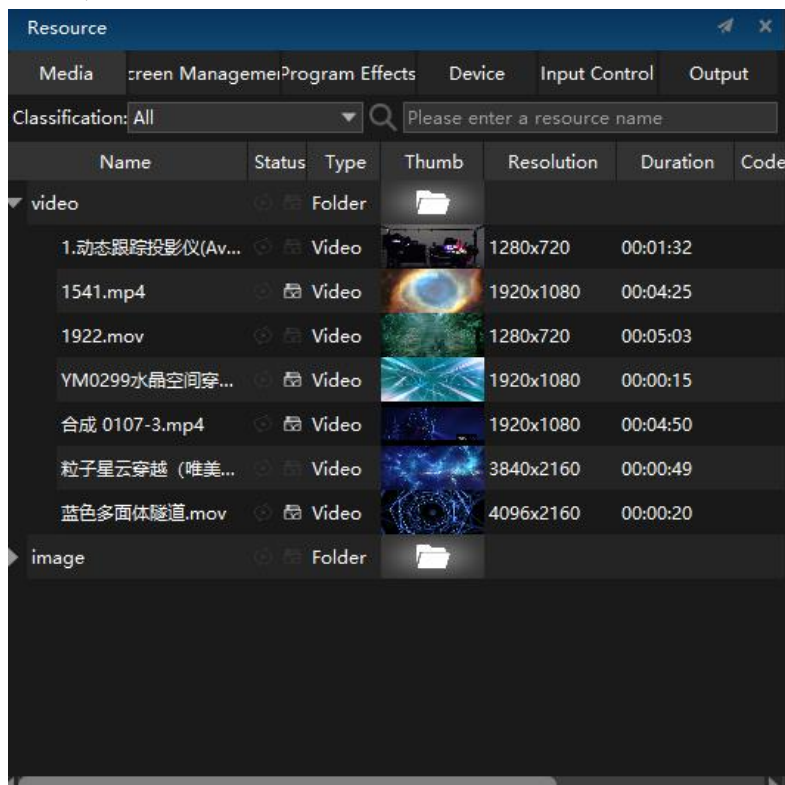 Resource
Media creen Managemer Program Effects Device Input Control Output
Classification: All Please enter a resource name
Name Status Type Thumb Resolution Duration Code
video Folder
1.动态跟踪投影仪(Av... Video 1280x720 00:01:32
1541.mp4 Video 1920x1080 00:04:25
1922.mov Video 1280x720 00:05:03
YM0299水晶空间穿... Video 1920x1080 00:00:15
合成 0107-3.mp4 Video 1920x1080 00:04:50
粒子星云穿越（唯美... Video 3840x2160 00:00:49
蓝色多面体隧道.mov Video 4096x2160 00:00:20
image Folder